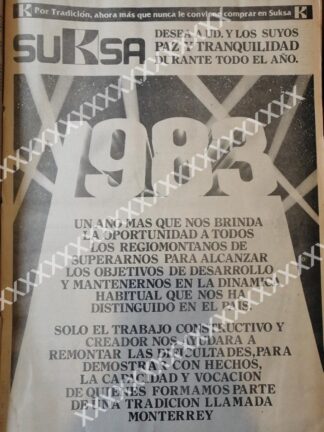 K Por Tradición, ahora más que nunca le conviene comprar en Suksa K
SUKSA
DESEA A UD. Y LOS SUYOS
PAZ Y TRANQUILIDAD
DURANTE TODO EL AÑO.
1983
UN AÑO MAS QUE NOS BRINDA
LA OPORTUNIDAD A TODOS
LOS REGIOMONTANOS DE
SUPERARNOS PARA ALCANZAR
LOS OBJETIVOS DE DESARROLLO
Y MANTENERNOS EN LA DINAMICA
HABITUAL QUE NOS HA
DISTINGUIDO EN EL PAIS.
SOLO EL TRABAJO CONSTRUCTIVO Y
CREADOR NOS AYUDARA A
REMONTAR LAS DIFICULTADES, PARA
DEMOSTRAR CON HECHOS,
LA CAPACIDAD Y VOCACION
DE QUIENES FORMAMOS PARTE
DE UNA TRADICION LLAMADA
MONTERREY